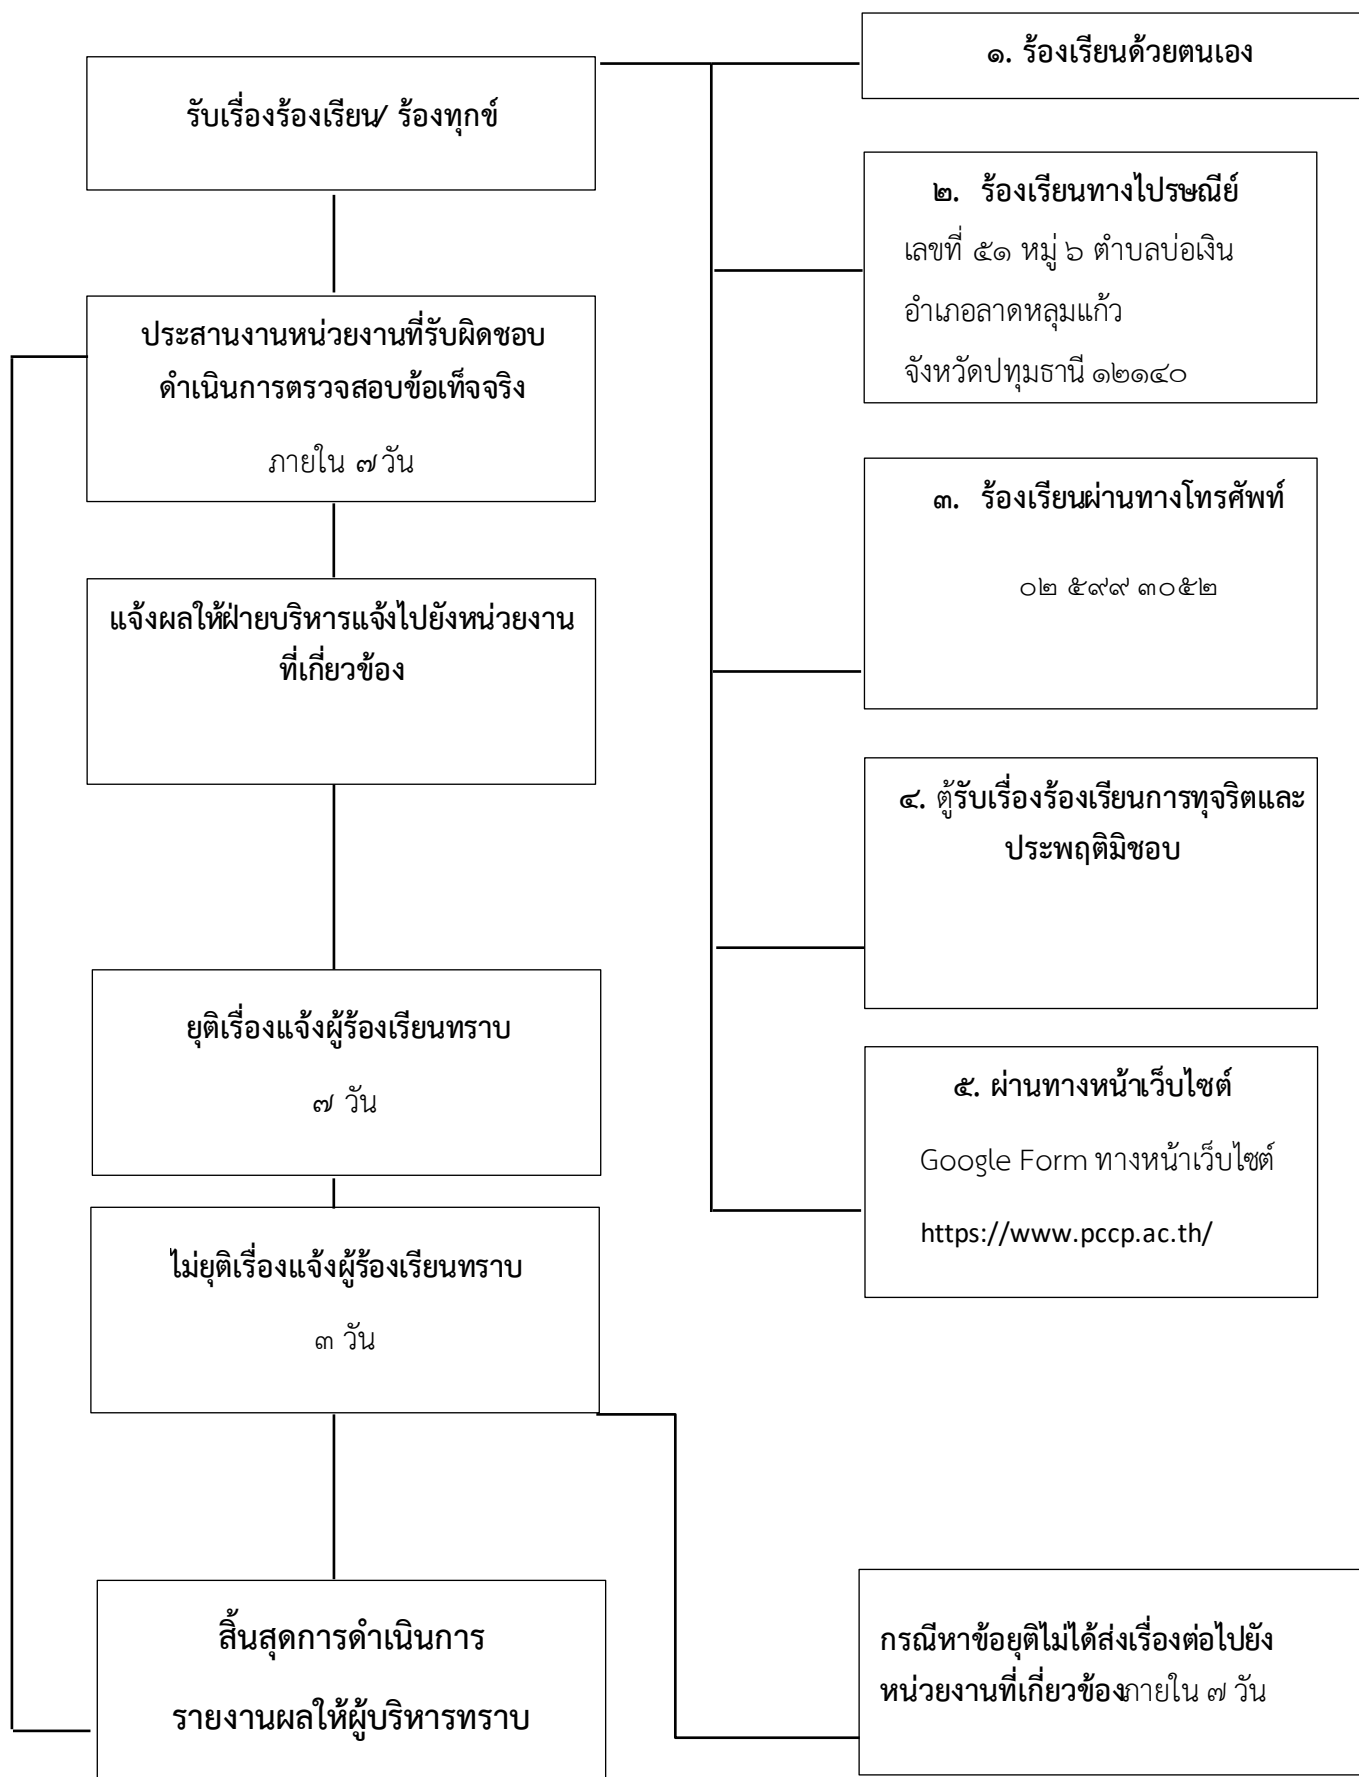 รับเรื่องร้องเรียน/ ร้องทุกข์
ประสานงานหน่วยงานที่รับผิดชอบ
ดำเนินการตรวจสอบข้อเท็จจริง
ภายใน ๗ วัน
แจ้งผลให้ฝ่ายบริหารแจ้งไปยังหน่วยงาน
ที่เกี่ยวข้อง
ยุติเรื่องแจ้งผู้ร้องเรียนทราบ
๗ วัน
ไม่ยุติเรื่องแจ้งผู้ร้องเรียนทราบ
๓ วัน
สิ้นสุดการดำเนินการ
รายงานผลให้ผู้บริหารทราบ
๑. ร้องเรียนด้วยตนเอง
๒. ร้องเรียนทางไปรษณีย์
เลขที่ ๕๑ หมู่ ๖ ตำบลบ่อเงิน
อำเภอลาดหลุมแก้ว
จังหวัดปทุมธานี ๑๒๑๔๐
๓. ร้องเรียนผ่านทางโทรศัพท์
๐๒ ๕๙๙ ๓๐๕๒
๔. ตู้รับเรื่องร้องเรียนการทุจริตและ
ประพฤติมิชอบ
๕. ผ่านทางหน้าเว็บไซต์
Google Form ทางหน้าเว็บไซต์
https://www.pccp.ac.th/
กรณีหาข้อยุติไม่ได้ส่งเรื่องต่อไปยัง
หน่วยงานที่เกี่ยวข้องภายใน ๗ วัน